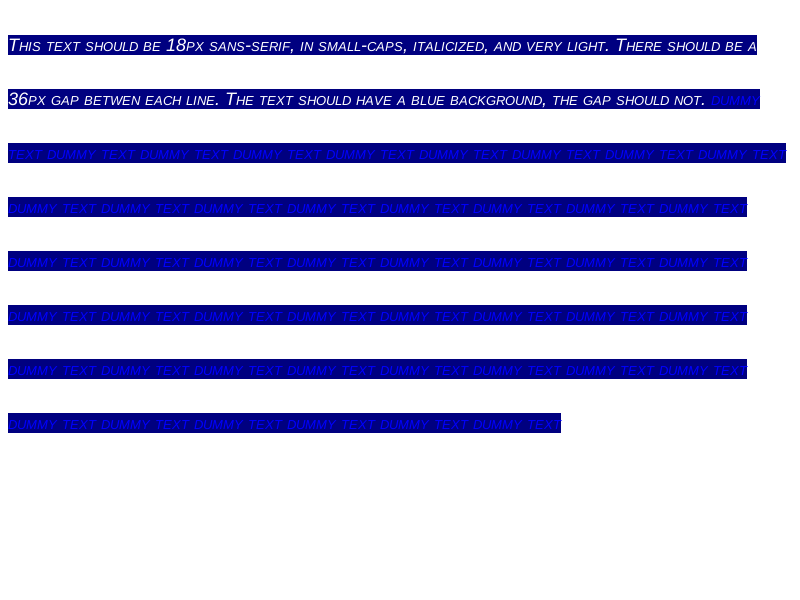 This text should be 18px sans-serif, in small-caps, italicized, and very light. There should be a
36px gap betwen each line. The text should have a blue background, the gap should not. dummy
text dummy text dummy text dummy text dummy text dummy text dummy text dummy text dummy text
dummy text dummy text dummy text dummy text dummy text dummy text dummy text dummy text
dummy text dummy text dummy text dummy text dummy text dummy text dummy text dummy text
dummy text dummy text dummy text dummy text dummy text dummy text dummy text dummy text
dummy text dummy text dummy text dummy text dummy text dummy text dummy text dummy text
dummy text dummy text dummy text dummy text dummy text dummy text